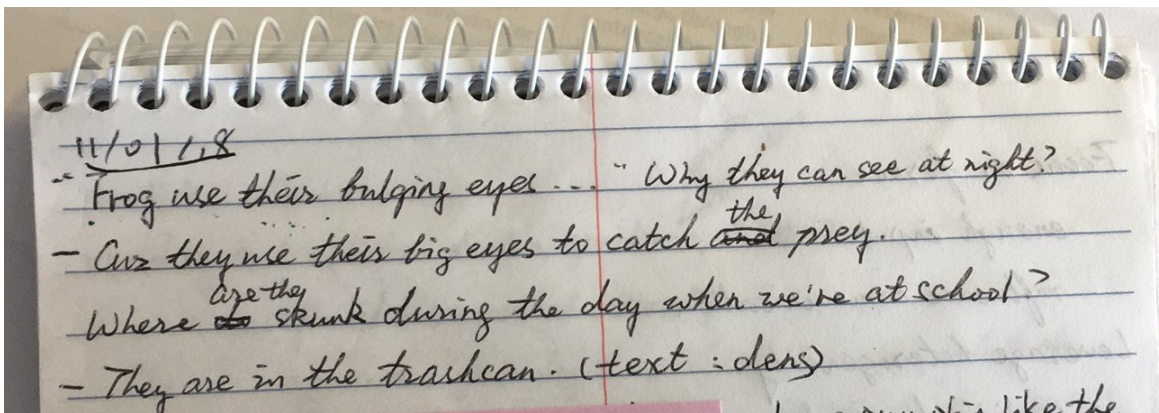 11/01/18
"Frog use their bulging eyes..." Why they can see at night?
- Cuz they use their big eyes to catch the prey.
Where are the skunk during the day when we're at school?
- They are in the trashcan. (text : dens)
like the